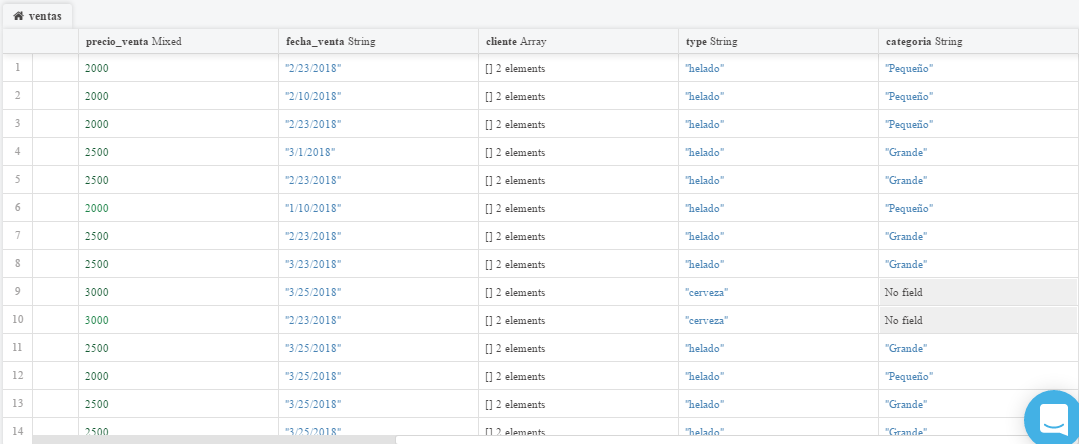 ventas
precio_venta Mixed fecha_venta String cliente Array type String categoria String
1 2000 "2/23/2018" [] 2 elements "helado" "Pequeño"
2 2000 "2/10/2018" [] 2 elements "helado" "Pequeño"
3 2000 "2/23/2018" [] 2 elements "helado" "Pequeño"
4 2500 "3/1/2018" [] 2 elements "helado" "Grande"
5 2500 "2/23/2018" [] 2 elements "helado" "Grande"
6 2000 "1/10/2018" [] 2 elements "helado" "Pequeño"
7 2500 "2/23/2018" [] 2 elements "helado" "Grande"
8 2500 "3/23/2018" [] 2 elements "helado" "Grande"
9 3000 "3/25/2018" [] 2 elements "cerveza" No field
10 3000 "2/23/2018" [] 2 elements "cerveza" No field
11 2500 "3/25/2018" [] 2 elements "helado" "Grande"
12 2000 "3/25/2018" [] 2 elements "helado" "Pequeño"
13 2500 "3/25/2018" [] 2 elements "helado" "Grande"
14 2500 "3/25/2018" [] 2 elements "helado" "Grande"